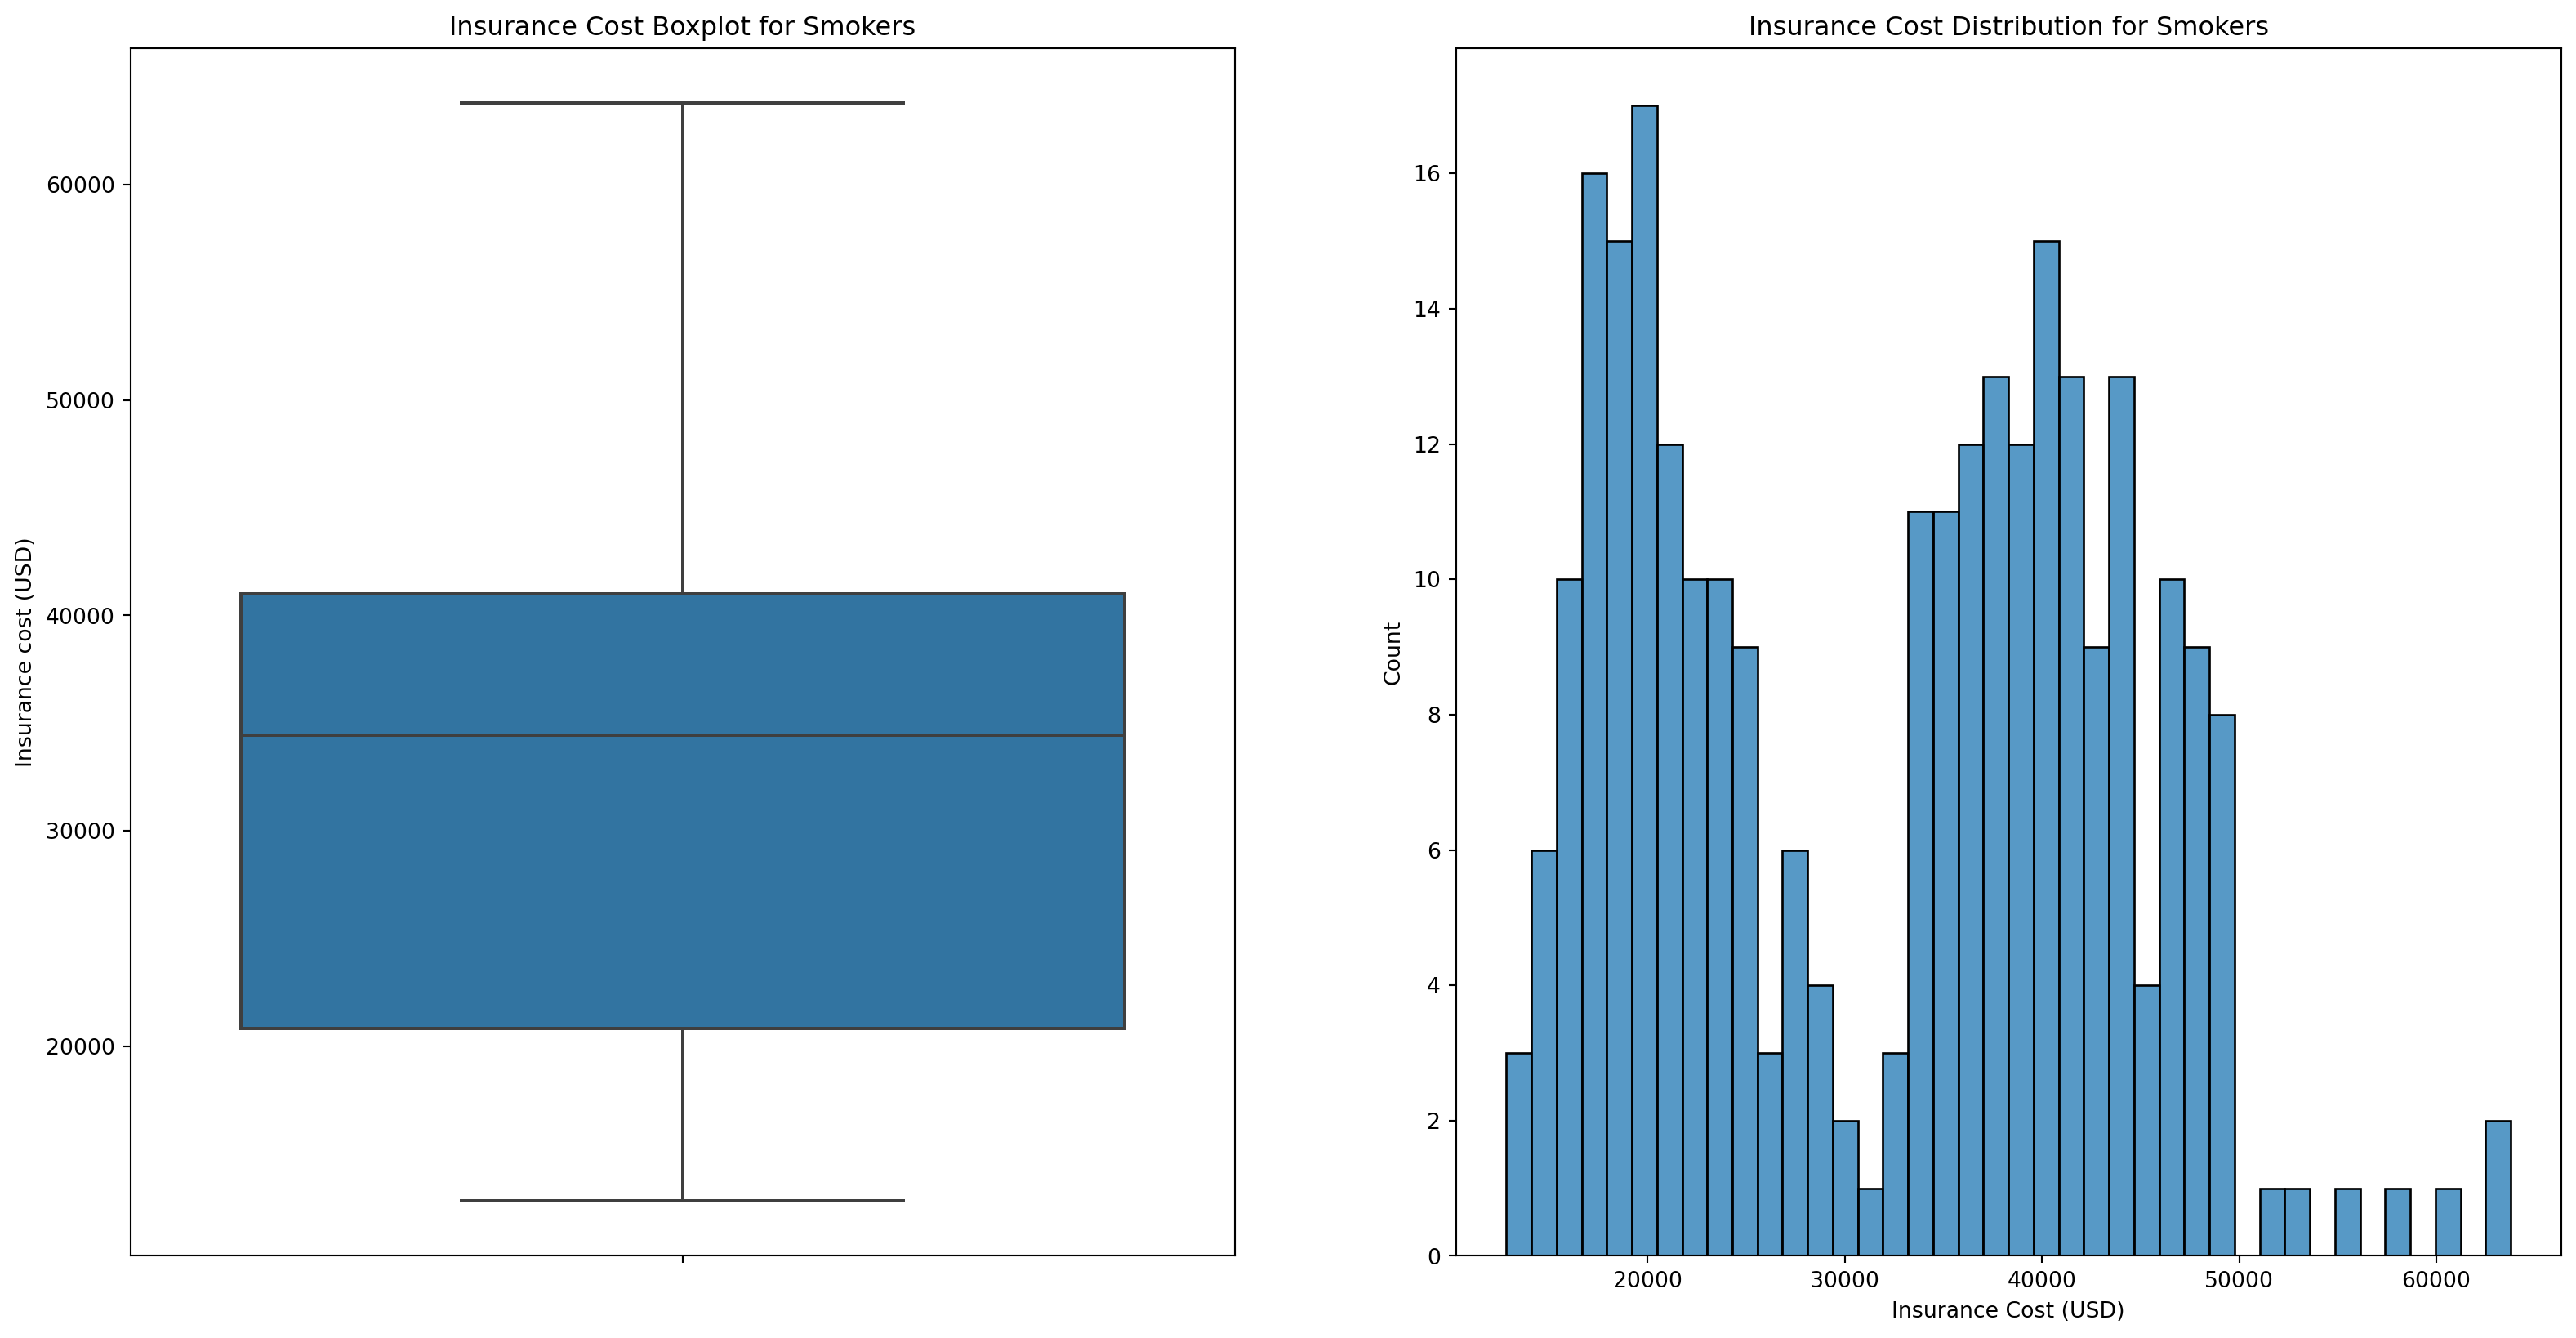 Insurance Cost Boxplot for Smokers
Insurance cost (USD)
60000
50000
40000
30000
20000
Insurance Cost Distribution for Smokers
Count
16
14
12
10
8
6
4
2
0
20000 30000 40000 50000 60000
Insurance Cost (USD)